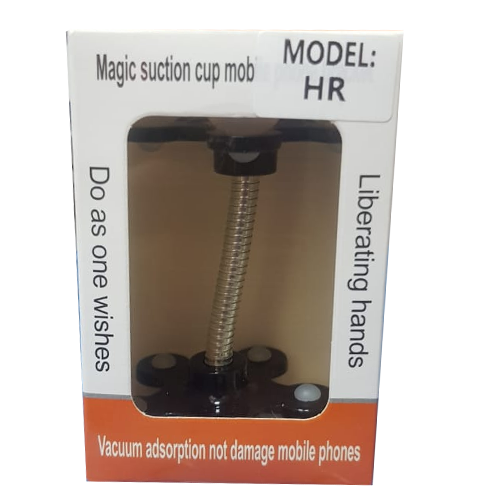 Magic suction cup mob
MODEL:
HR
Do as one wishes
Liberating hands
Vacuum adsorption not damage mobile phones